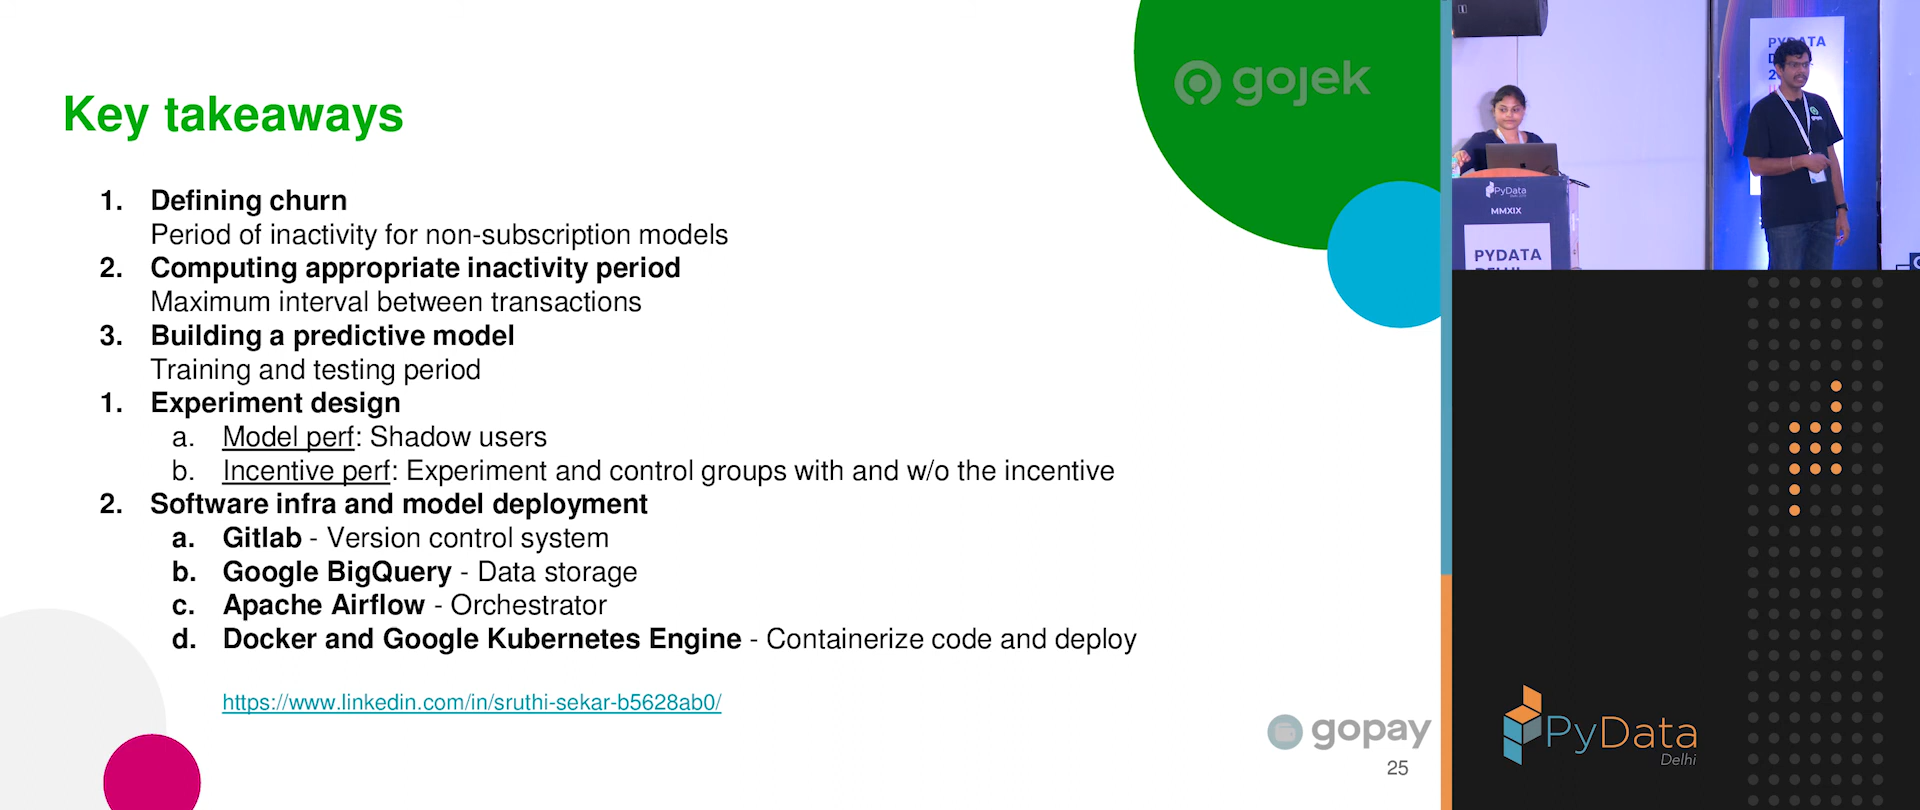 gojek
Key takeaways
1. Defining churn
Period of inactivity for non-subscription models
2. Computing appropriate inactivity period
Maximum interval between transactions
3. Building a predictive model
Training and testing period
1. Experiment design
a. Model perf: Shadow users
b. Incentive perf: Experiment and control groups with and w/o the incentive
2. Software infra and model deployment
a. Gitlab - Version control system
b. Google BigQuery - Data storage
c. Apache Airflow - Orchestrator
d. Docker and Google Kubernetes Engine - Containerize code and deploy
https://www.linkedin.com/in/sruthi-sekar-b5628ab0/
gopay
25
PyData
MMXIX
PYDATA
PyData
Delhi